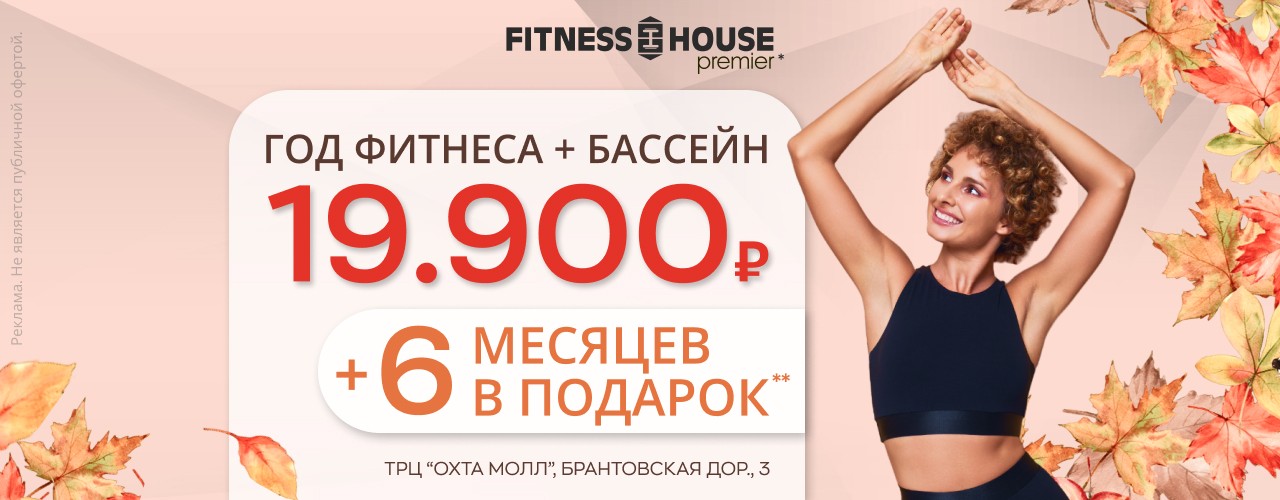 FITNESS HOUSE
premier*
ГОД ФИТНЕСА + БАССЕЙН
19.900₽
+6 МЕСЯЦЕВ
В ПОДАРОК**
ТРЦ “ОХТА МОЛЛ”, БРАНТОВСКАЯ ДОР., 3
Реклама. Не является публичной офертой.